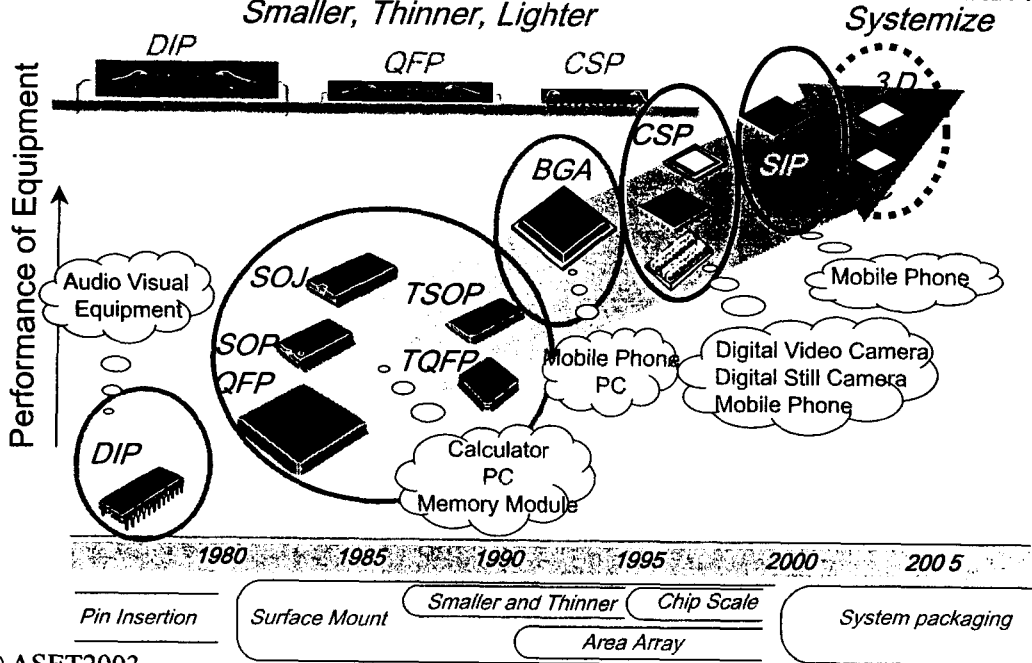 Smaller, Thinner, Lighter
Systemize
DIP
QFP
CSP
3D
Performance of Equipment
CSP
SIP
BGA
Audio Visual
Equipment
SOJ
TSOP
Mobile Phone
SOP
TQFP
QFP
Mobile Phone
PC
Digital Video Camera
Digital Still Camera
Mobile Phone
DIP
Calculator
PC
Memory Module
1980
1985
1990
1995
2000
2005
Pin Insertion
Surface Mount
Smaller and Thinner
Chip Scale
Area Array
System packaging
ASET2003